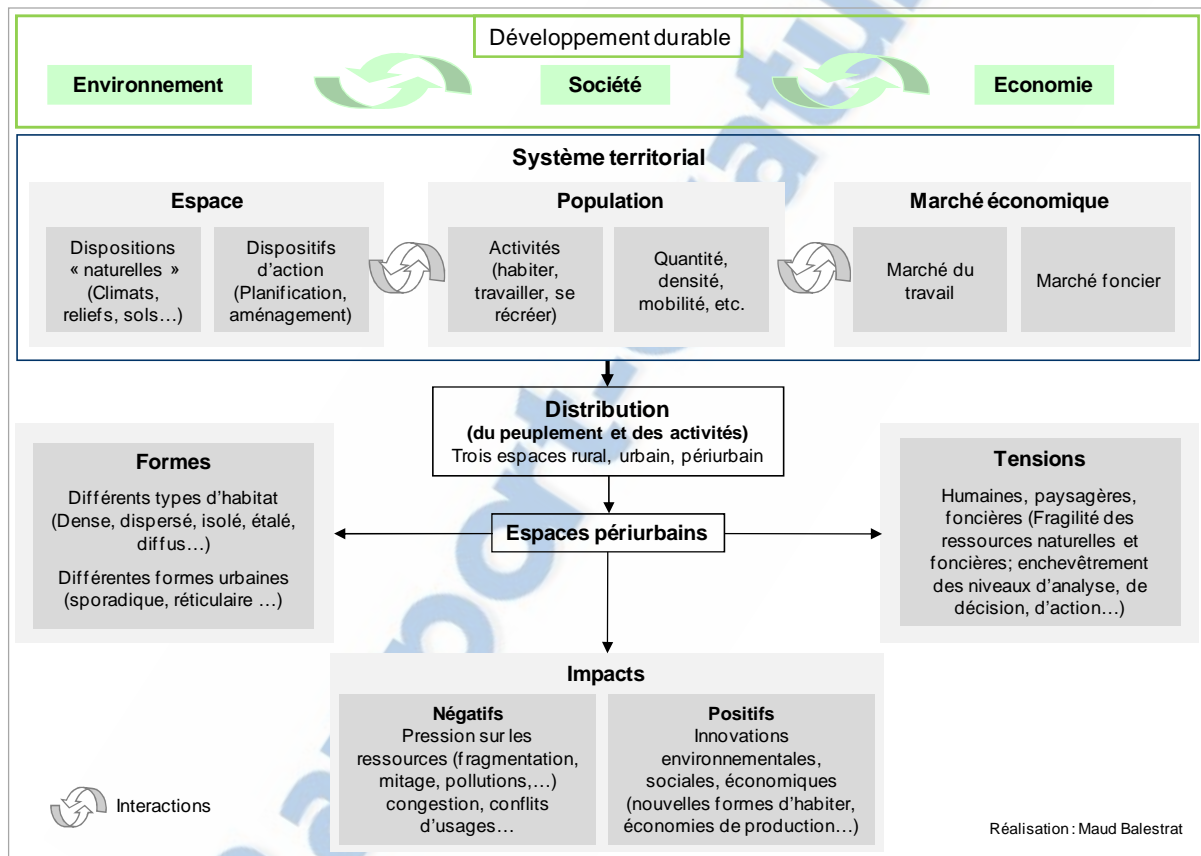 Développement durable
Environnement
Société
Economie
Système territorial
Espace
Dispositions
« naturelles »
(Climats,
reliefs, sols…)
Dispositifs
d’action
(Planification,
aménagement)
Population
Activités
(habiter,
travailler, se
récréer)
Quantité,
densité,
mobilité, etc.
Marché économique
Marché du
travail
Marché foncier
Distribution
(du peuplement et des activités)
Trois espaces rural, urbain, périurbain
Formes
Différents types d’habitat
(Dense, dispersé, isolé, étalé,
diffus…)
Différentes formes urbaines
(sporadique, réticulaire …)
Espaces périurbains
Tensions
Humaines, paysagères,
foncières (Fragilité des
ressources naturelles et
foncières; enchevêtrement
des niveaux d’analyse, de
décision, d’action…)
Impacts
Négatifs
Pression sur les
ressources (fragmentation,
mitage, pollutions,…)
congestion, conflits
d’usages…
Positifs
Innovations
environnementales,
sociales, économiques
(nouvelles formes d’habiter,
économies de production…)
Interactions
Réalisation : Maud Balestrat